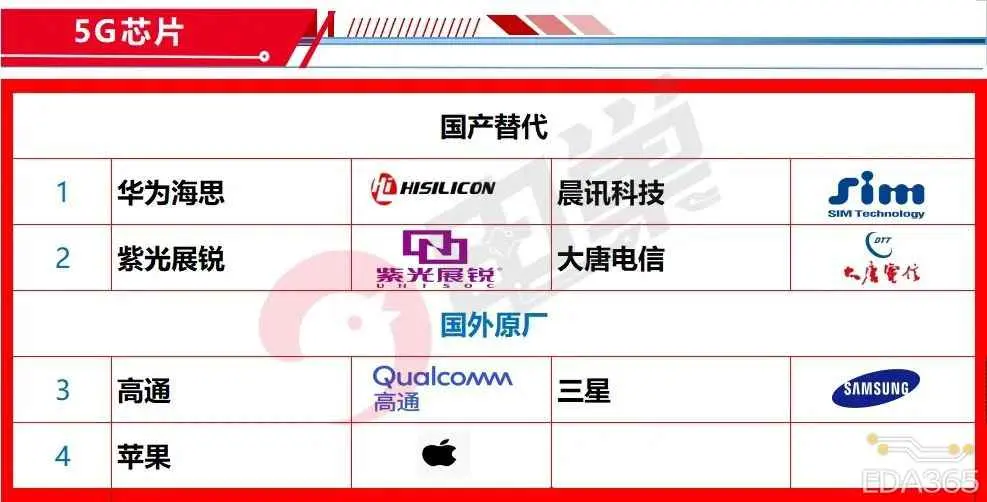 5G芯片
国产替代
1 华为海思 Hi HISILICON 晨讯科技 Sim
SIM Technology
2 紫光展锐 紫光展锐 大唐电信 DTT
UNISOC 大唐電信
国外原厂
3 高通 Qualcomm 三星 SAMSUNG
高通
4 苹果
EDA365